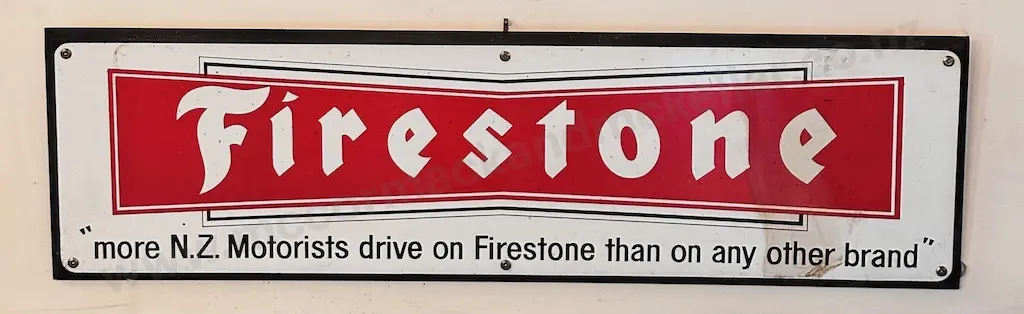 Firestone
"more N.Z. Motorists drive on Firestone than on any other brand"